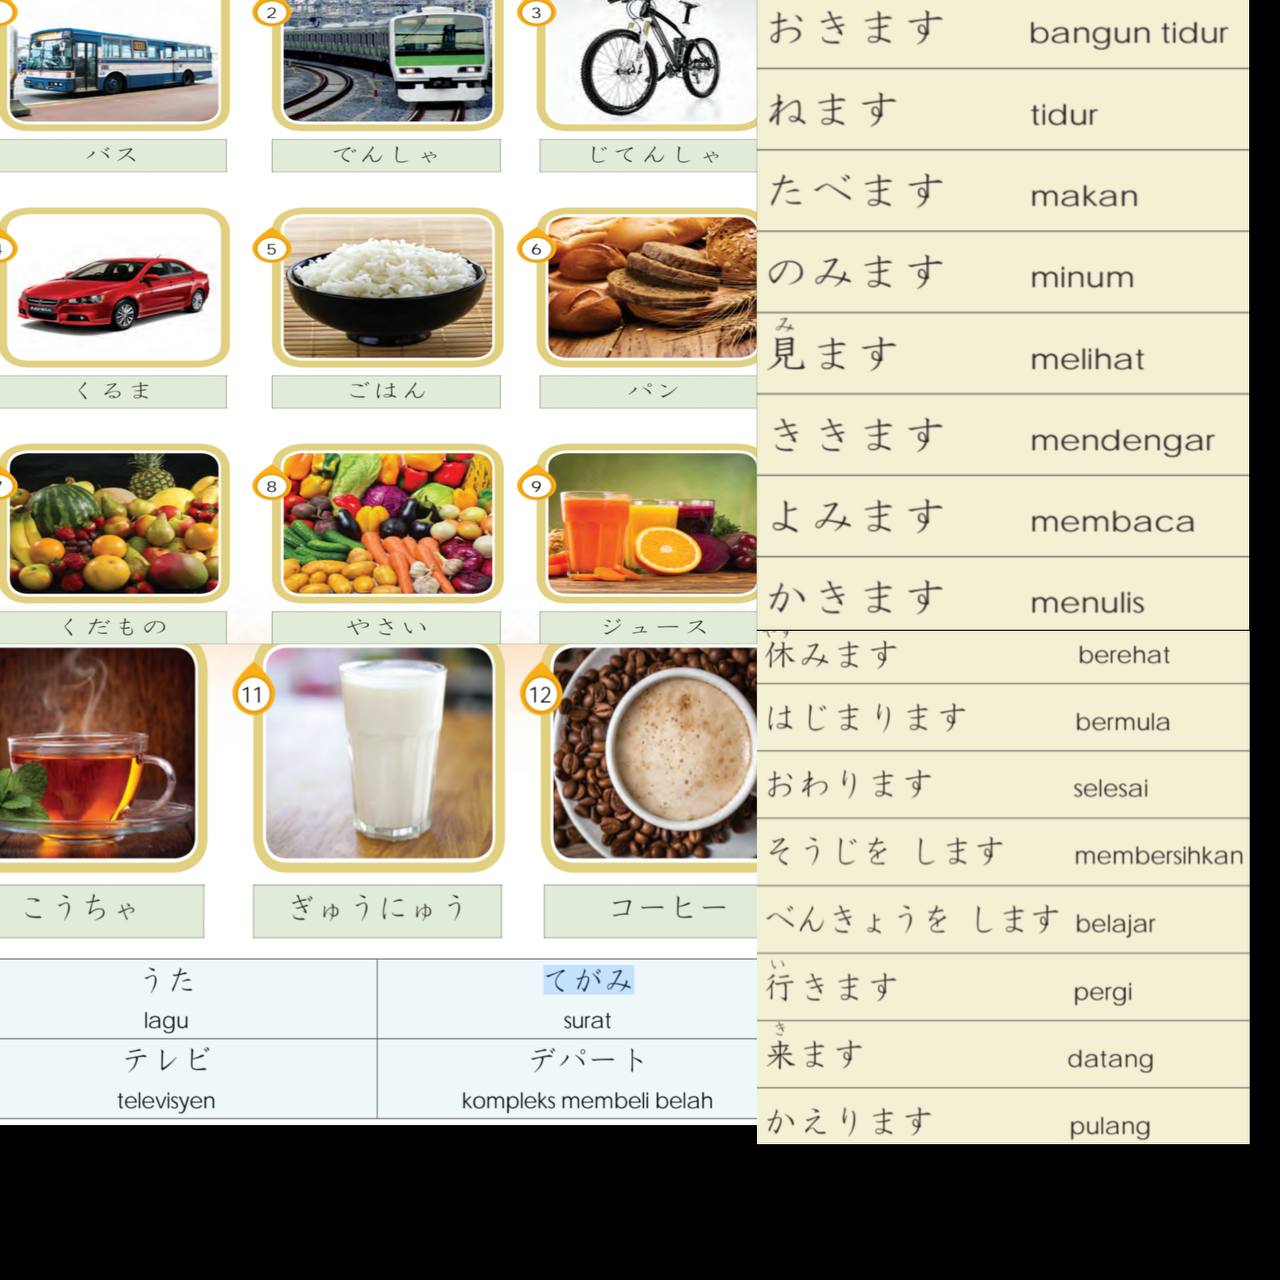 2
3
バス
でんしゃ
じてんしゃ
5
6
くるま
ごはん
パン
8
9
くだもの
やさい
ジュース
11
12
こうちゃ
ぎゅうにゅう
コーヒー
うた
てがみ
lagu
surat
テレビ
デパート
televisyen
kompleks membeli belah
おきます bangun tidur
ねます tidur
たべます makan
のみます minum
み
見ます melihat
ききます mendengar
よみます membaca
かきます menulis
休みます berehat
はじまります bermula
おわります selesai
そうじを します membersihkan
べんきょうを します belajar
い
行きます pergi
き
来ます datang
かえります pulang